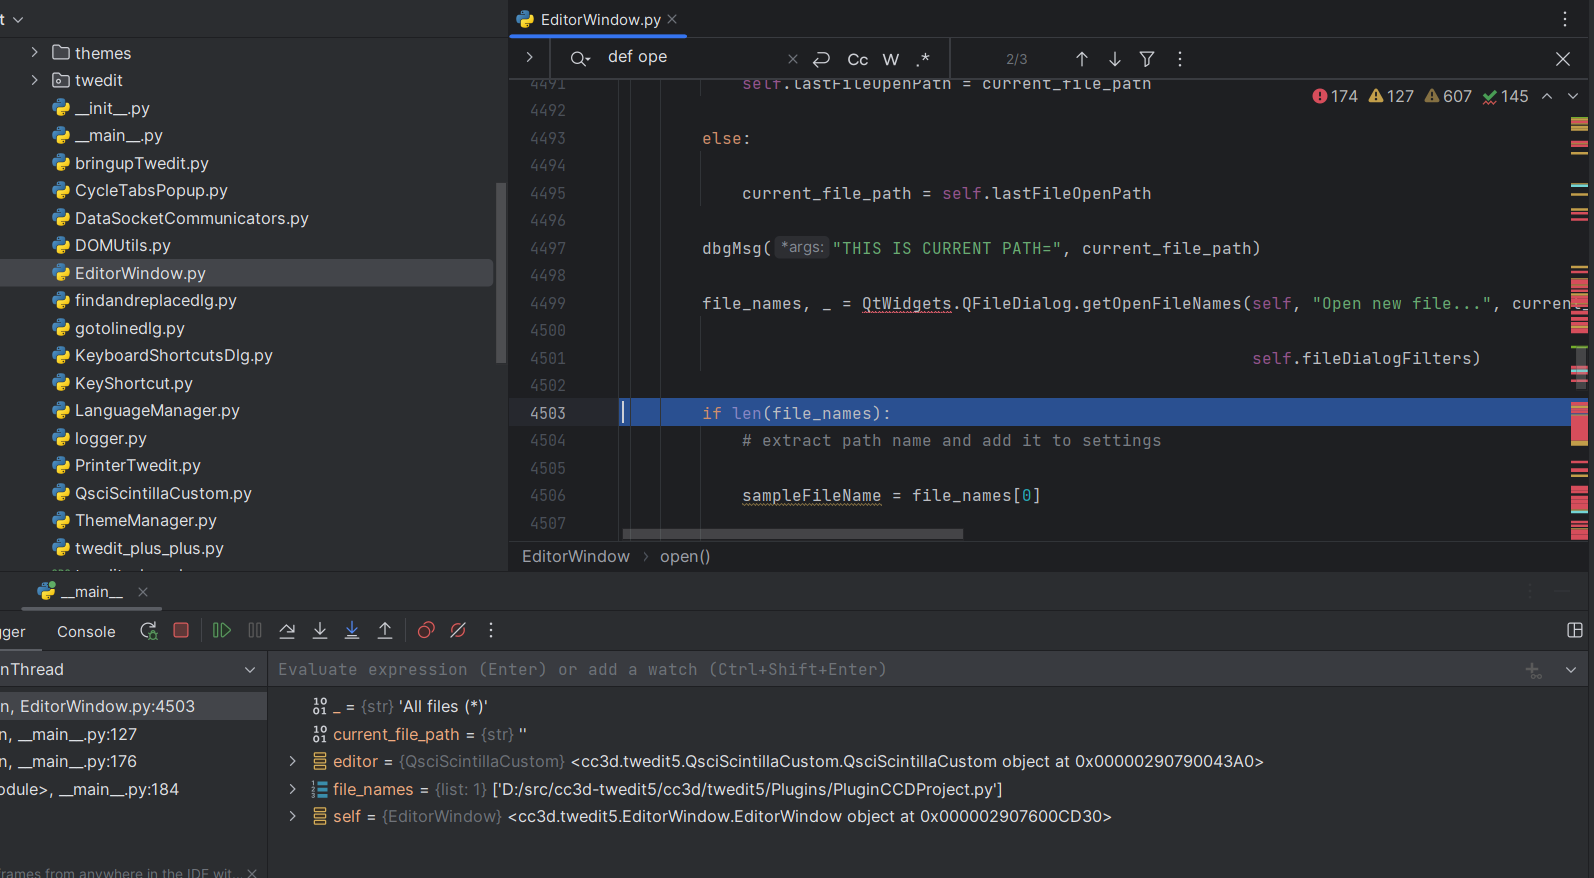 t
themes
twedit
__init__.py
__main__.py
bringupTwedit.py
CycleTabsPopup.py
DataSocketCommunicators.py
DOMUtils.py
EditorWindow.py
findandreplacedlg.py
gotolinedlg.py
KeyboardShortcutsDlg.py
KeyShortcut.py
LanguageManager.py
logger.py
PrinterTwedit.py
QsciScintillaCustom.py
ThemeManager.py
twedit_plus_plus.py
EditorWindow.py
def ope
Cc W .*
2/3
174 127 607 145
4491 self.lastFileOpenPath = current_file_path
4492
4493 else:
4494
4495 current_file_path = self.lastFileOpenPath
4496
4497 dbgMsg( *args: "THIS IS CURRENT PATH=", current_file_path)
4498
4499 file_names, _ = QtWidgets.QFileDialog.getOpenFileNames(self, "Open new file...", current_
4500
4501 self.fileDialogFilters)
4502
4503 if len(file_names):
4504 # extract path name and add it to settings
4505
4506 sampleFileName = file_names[0]
4507
EditorWindow › open()
__main__
gger Console
nThread
Evaluate expression (Enter) or add a watch (Ctrl+Shift+Enter)
n, EditorWindow.py:4503
n, __main__.py:127
n, __main__.py:176
odule>, __main__.py:184
_ = {str} 'All files (*)'
current_file_path = {str} ''
editor = {QsciScintillaCustom} <cc3d.twedit5.QsciScintillaCustom.QsciScintillaCustom object at 0x00000290790043A0>
file_names = {list: 1} ['D:/src/cc3d-twedit5/cc3d/twedit5/Plugins/PluginCCDProject.py']
self = {EditorWindow} <cc3d.twedit5.EditorWindow.EditorWindow object at 0x000002907600CD30>
rames from anywhere in the IDE wit...